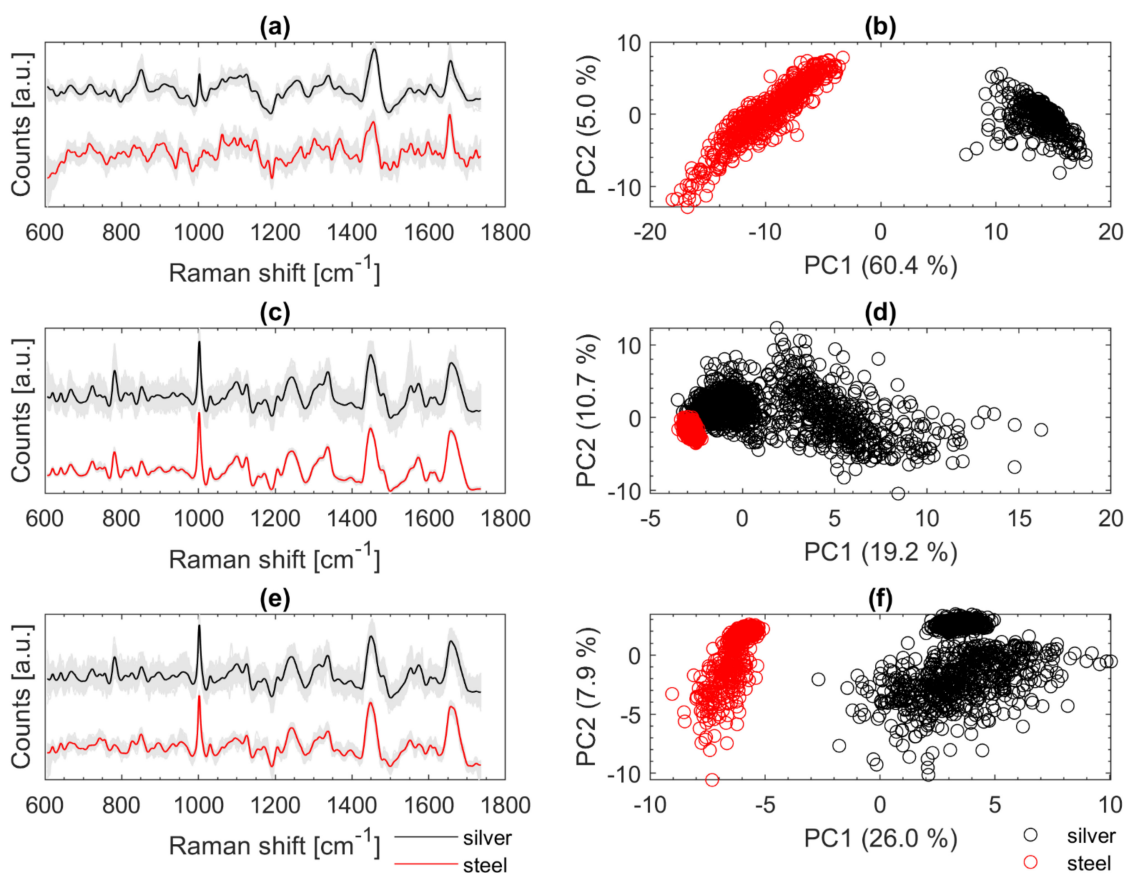 (a)
Counts [a.u.]
600 800 1000 1200 1400 1600 1800
Raman shift [cm-1]
(b)
PC2 (5.0 %)
10
0
-10
-20 -10 0 10 20
PC1 (60.4 %)
(c)
Counts [a.u.]
600 800 1000 1200 1400 1600 1800
Raman shift [cm-1]
(d)
PC2 (10.7 %)
10
0
-10
-5 0 5 10 15 20
PC1 (19.2 %)
(e)
Counts [a.u.]
600 800 1000 1200 1400 1600 1800
Raman shift [cm-1]
silver
steel
(f)
PC2 (7.9 %)
0
-5
-10
-10 -5 0 5 10
PC1 (26.0 %)
silver
steel